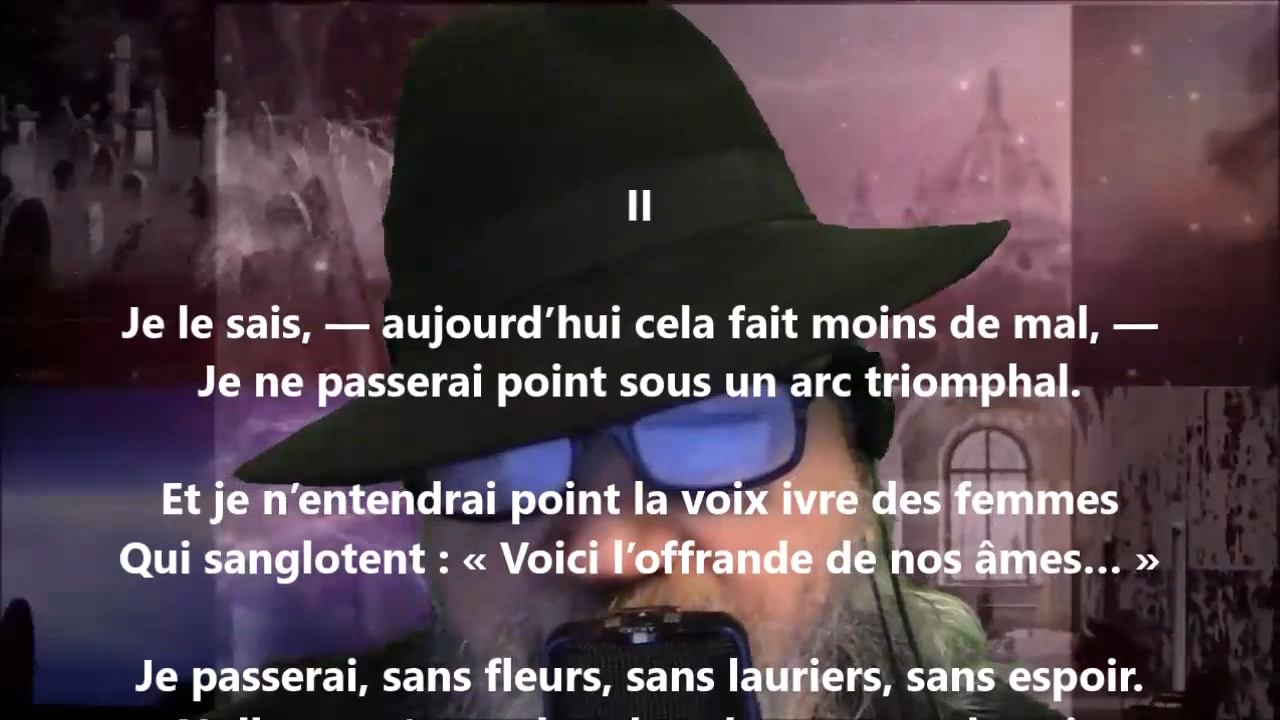 II
Je le sais, — aujourd’hui cela fait moins de mal, —
Je ne passerai point sous un arc triomphal.
Et je n’entendrai point la voix ivre des femmes
Qui sanglotent : « Voici l’offrande de nos âmes… »
Je passerai, sans fleurs, sans lauriers, sans espoir.